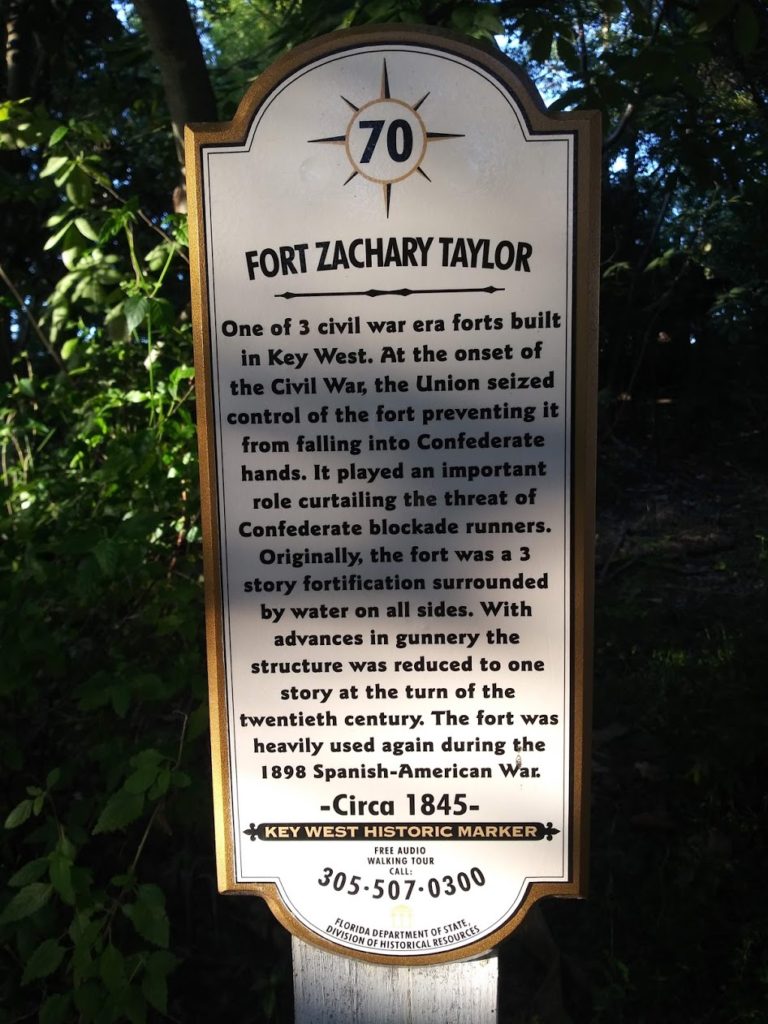 70
FORT ZACHARY TAYLOR
One of 3 civil war era forts built
in Key West. At the onset of
the Civil War, the Union seized
control of the fort preventing it
from falling into Confederate
hands. It played an important
role curtailing the threat of
Confederate blockade runners.
Originally, the fort was a 3
story fortification surrounded
by water on all sides. With
advances in gunnery the
structure was reduced to one
story at the turn of the
twentieth century. The fort was
heavily used again during the
1898 Spanish-American War.
-Circa 1845-
KEY WEST HISTORIC MARKER
FREE AUDIO
WALKING TOUR
CALL:
305·507·0300
FLORIDA DEPARTMENT OF STATE,
DIVISION OF HISTORICAL RESOURCES